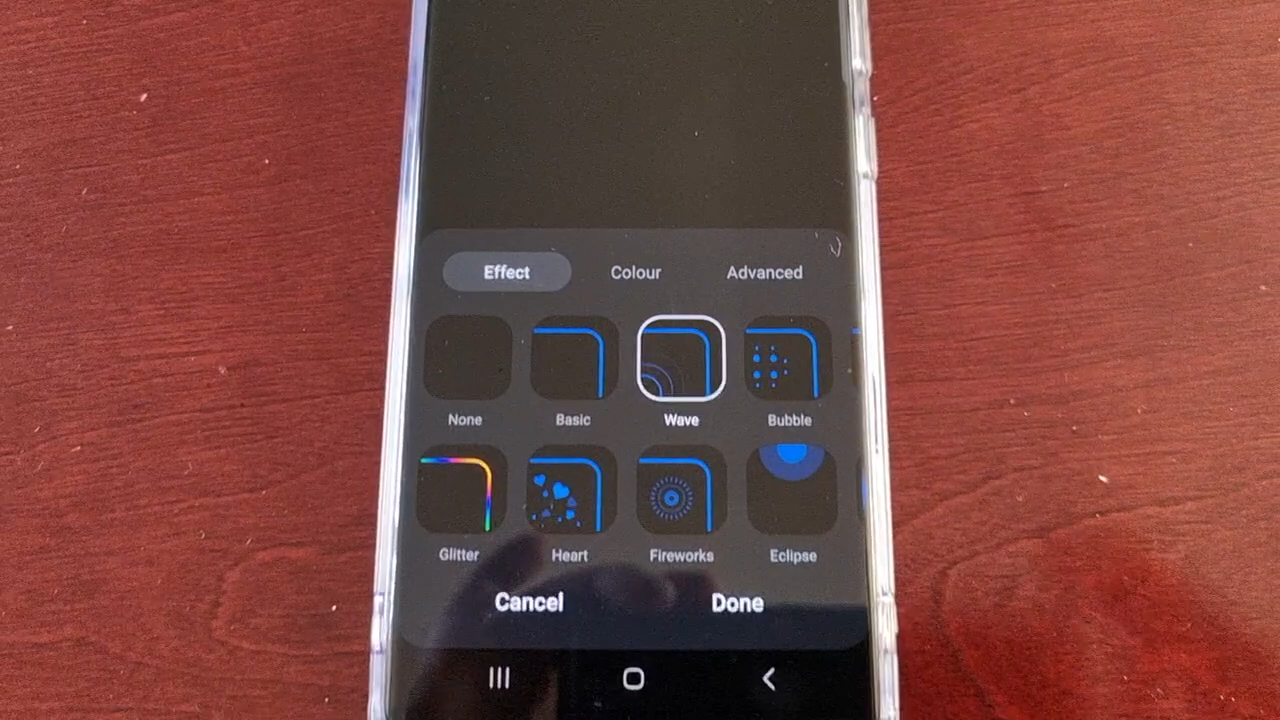 Effect Colour Advanced
None Basic Wave Bubble
Glitter Heart Fireworks Eclipse
Cancel Done